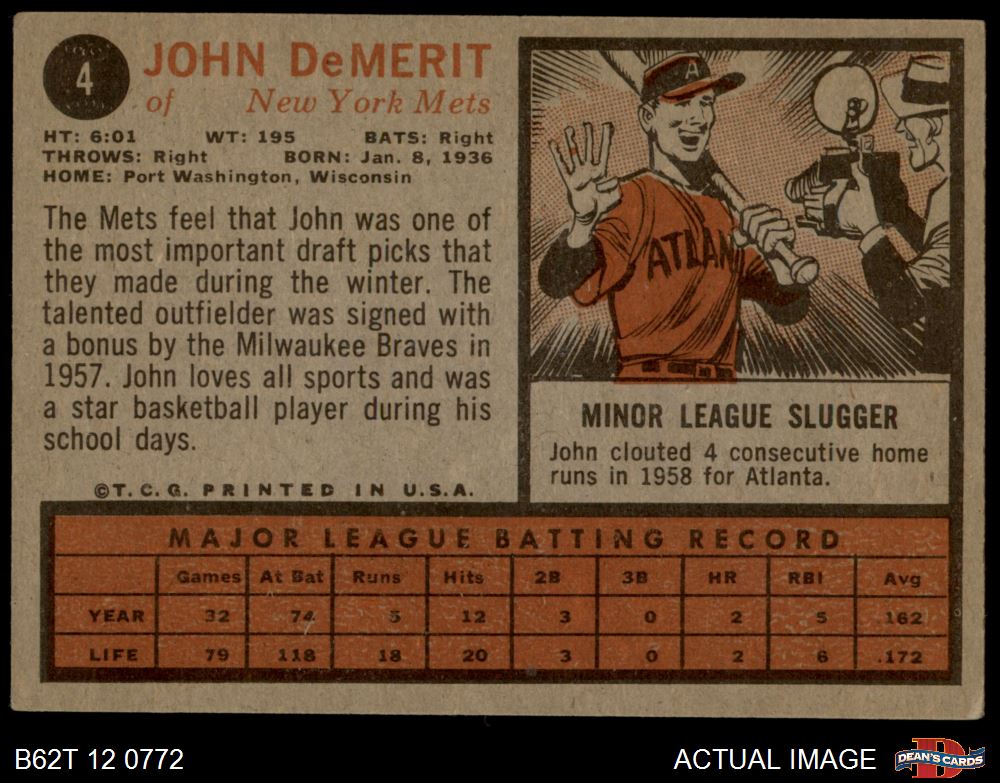 4
JOHN DeMERIT
of New York Mets
HT: 6:01 WT: 195 BATS: Right
THROWS: Right BORN: Jan. 8, 1936
HOME: Port Washington, Wisconsin
The Mets feel that John was one of
the most important draft picks that
they made during the winter. The
talented outfielder was signed with
a bonus by the Milwaukee Braves in
1957. John loves all sports and was
a star basketball player during his
school days.
©T.C.G. PRINTED IN U.S.A.
A
ATLAN
MINOR LEAGUE SLUGGER
John clouted 4 consecutive home
runs in 1958 for Atlanta.
MAJOR LEAGUE BATTING RECORD
Games At Bat Runs Hits 2B 3B HR RBI Avg
YEAR 32 74 5 12 3 0 2 5 .162
LIFE 79 118 18 20 3 0 2 6 .172
B62T 12 0772
ACTUAL IMAGE
D
DEAN'S CARDS